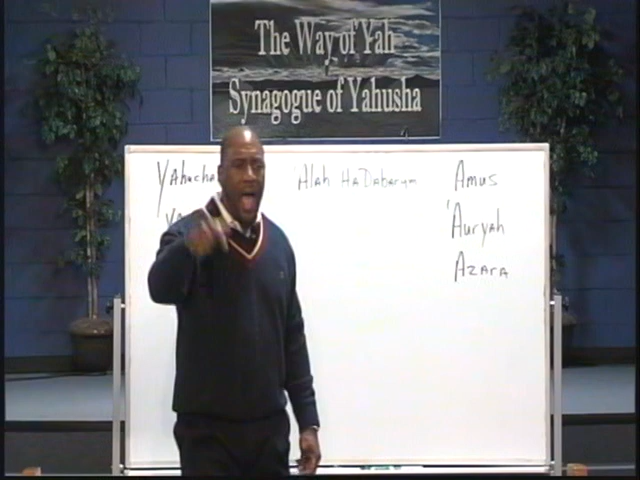 The Way of Yah
Synagogue of Yahusha
'Alah HaDabarym
Amus
'Auryah
Azara